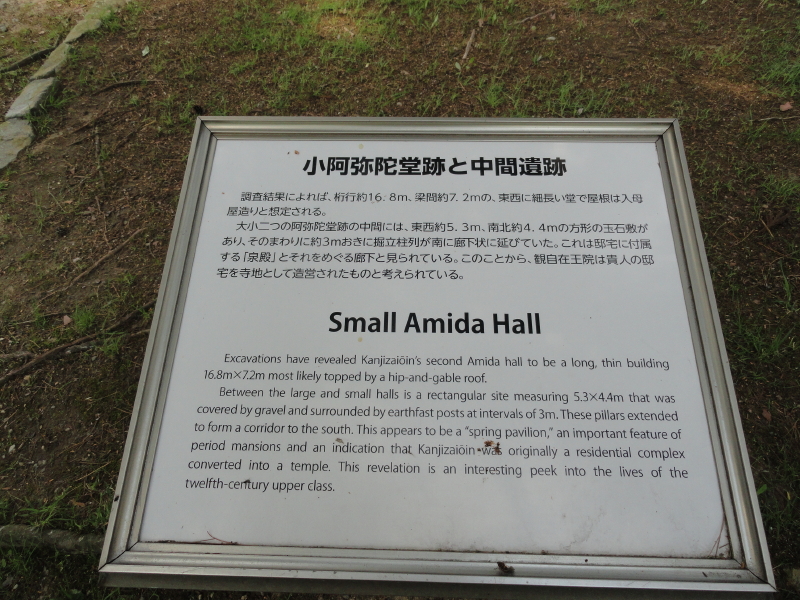 小阿弥陀堂跡と中間遺跡
調査結果によれば、桁行約16．8m、梁間約7．2mの、東西に細長い堂で屋根は入母
屋造りと想定される。
大小二つの阿弥陀堂跡の中間には、東西約5．3m、南北約4．4mの方形の玉石敷が
あり、そのまわりに約3mおきに掘立柱列が南に廊下状に延びていた。これは邸宅に付属
する「泉殿」とそれをめぐる廊下と見られている。このことから、観自在王院は貴人の邸
宅を寺地として造営されたものと考えられている。
Small Amida Hall
Excavations have revealed Kanjizaiōin's second Amida hall to be a long, thin building
16.8m×7.2m most likely topped by a hip-and-gable roof.
Between the large and small halls is a rectangular site measuring 5.3×4.4m that was
covered by gravel and surrounded by earthfast posts at intervals of 3m. These pillars extended
to form a corridor to the south. This appears to be a “spring pavilion,” an important feature of
period mansions and an indication that Kanjizaiōin was originally a residential complex
converted into a temple. This revelation is an interesting peek into the lives of the
twelfth-century upper class.